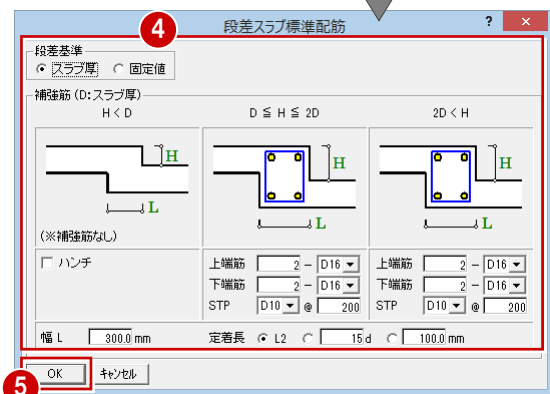 4
段差スラブ標準配筋 ? ×
段差基準
スラブ厚 固定値
補強筋 (D:スラブ厚)
H < D D ≦ H ≦ 2D 2D < H
H H H
L L L
(※補強筋なし)
ハンチ
上端筋 2 - D16 上端筋 2 - D16
下端筋 2 - D16 下端筋 2 - D16
STP D10 @ 200 STP D10 @ 200
幅 L 300.0 mm 定着長 L2 15 d 100.0 mm
OK キャンセル
5